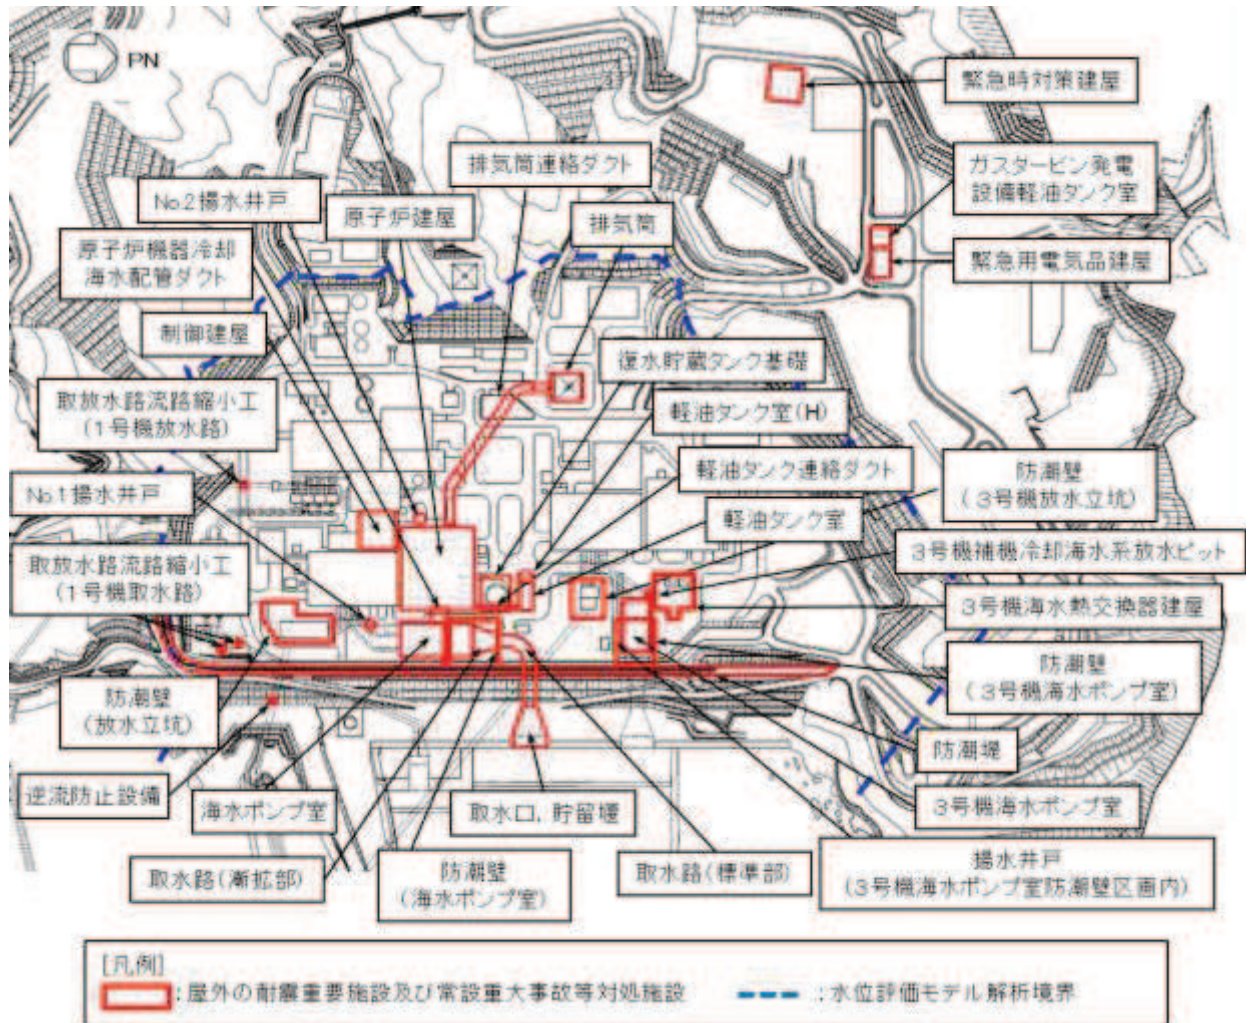 PN
緊急時対策建屋
排気筒連絡ダクト
ガスタービン発電
設備軽油タンク室
No.2揚水井戸
原子炉建屋
排気筒
原子炉機器冷却
海水配管ダクト
緊急用電気品建屋
制御建屋
復水貯蔵タンク基礎
取放水路流路縮小工
(1号機放水路)
軽油タンク室(H)
軽油タンク連絡ダクト
防潮壁
(3号機放水立坑)
No.1揚水井戸
軽油タンク室
3号機補機冷却海水系放水ピット
取放水路流路縮小工
(1号機取水路)
3号機海水熱交換器建屋
防潮壁
(3号機海水ポンプ室)
防潮壁
(放水立坑)
防潮堤
逆流防止設備
海水ポンプ室
取水口,貯留堰
3号機海水ポンプ室
取水路(漸拡部)
防潮壁
(海水ポンプ室)
取水路(標準部)
揚水井戸
(3号機海水ポンプ室防潮壁区画内)
[凡例]
:屋外の耐震重要施設及び常設重大事故等対処施設
:水位評価モデル解析境界